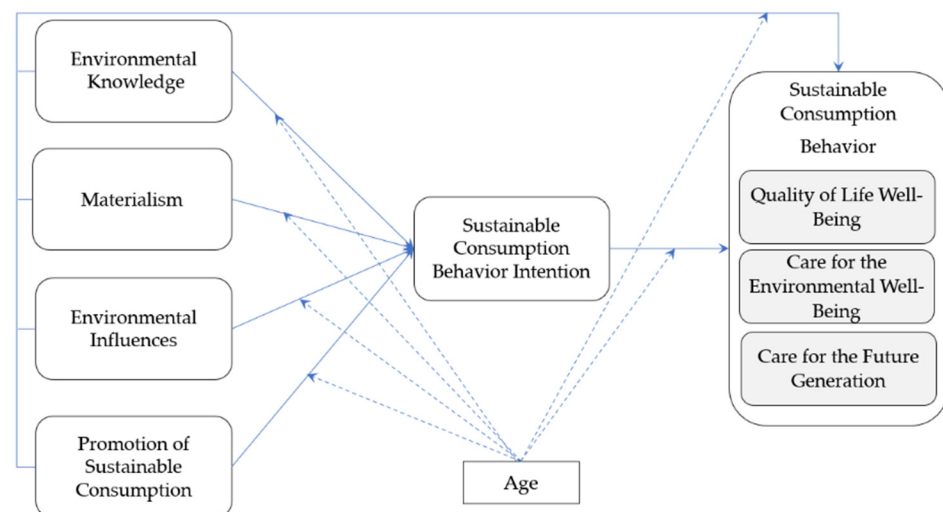 Environmental
Knowledge
Materialism
Environmental
Influences
Promotion of
Sustainable
Consumption
Sustainable
Consumption
Behavior Intention
Age
Sustainable
Consumption
Behavior
Quality of Life Well-
Being
Care for the
Environmental Well-
Being
Care for the Future
Generation